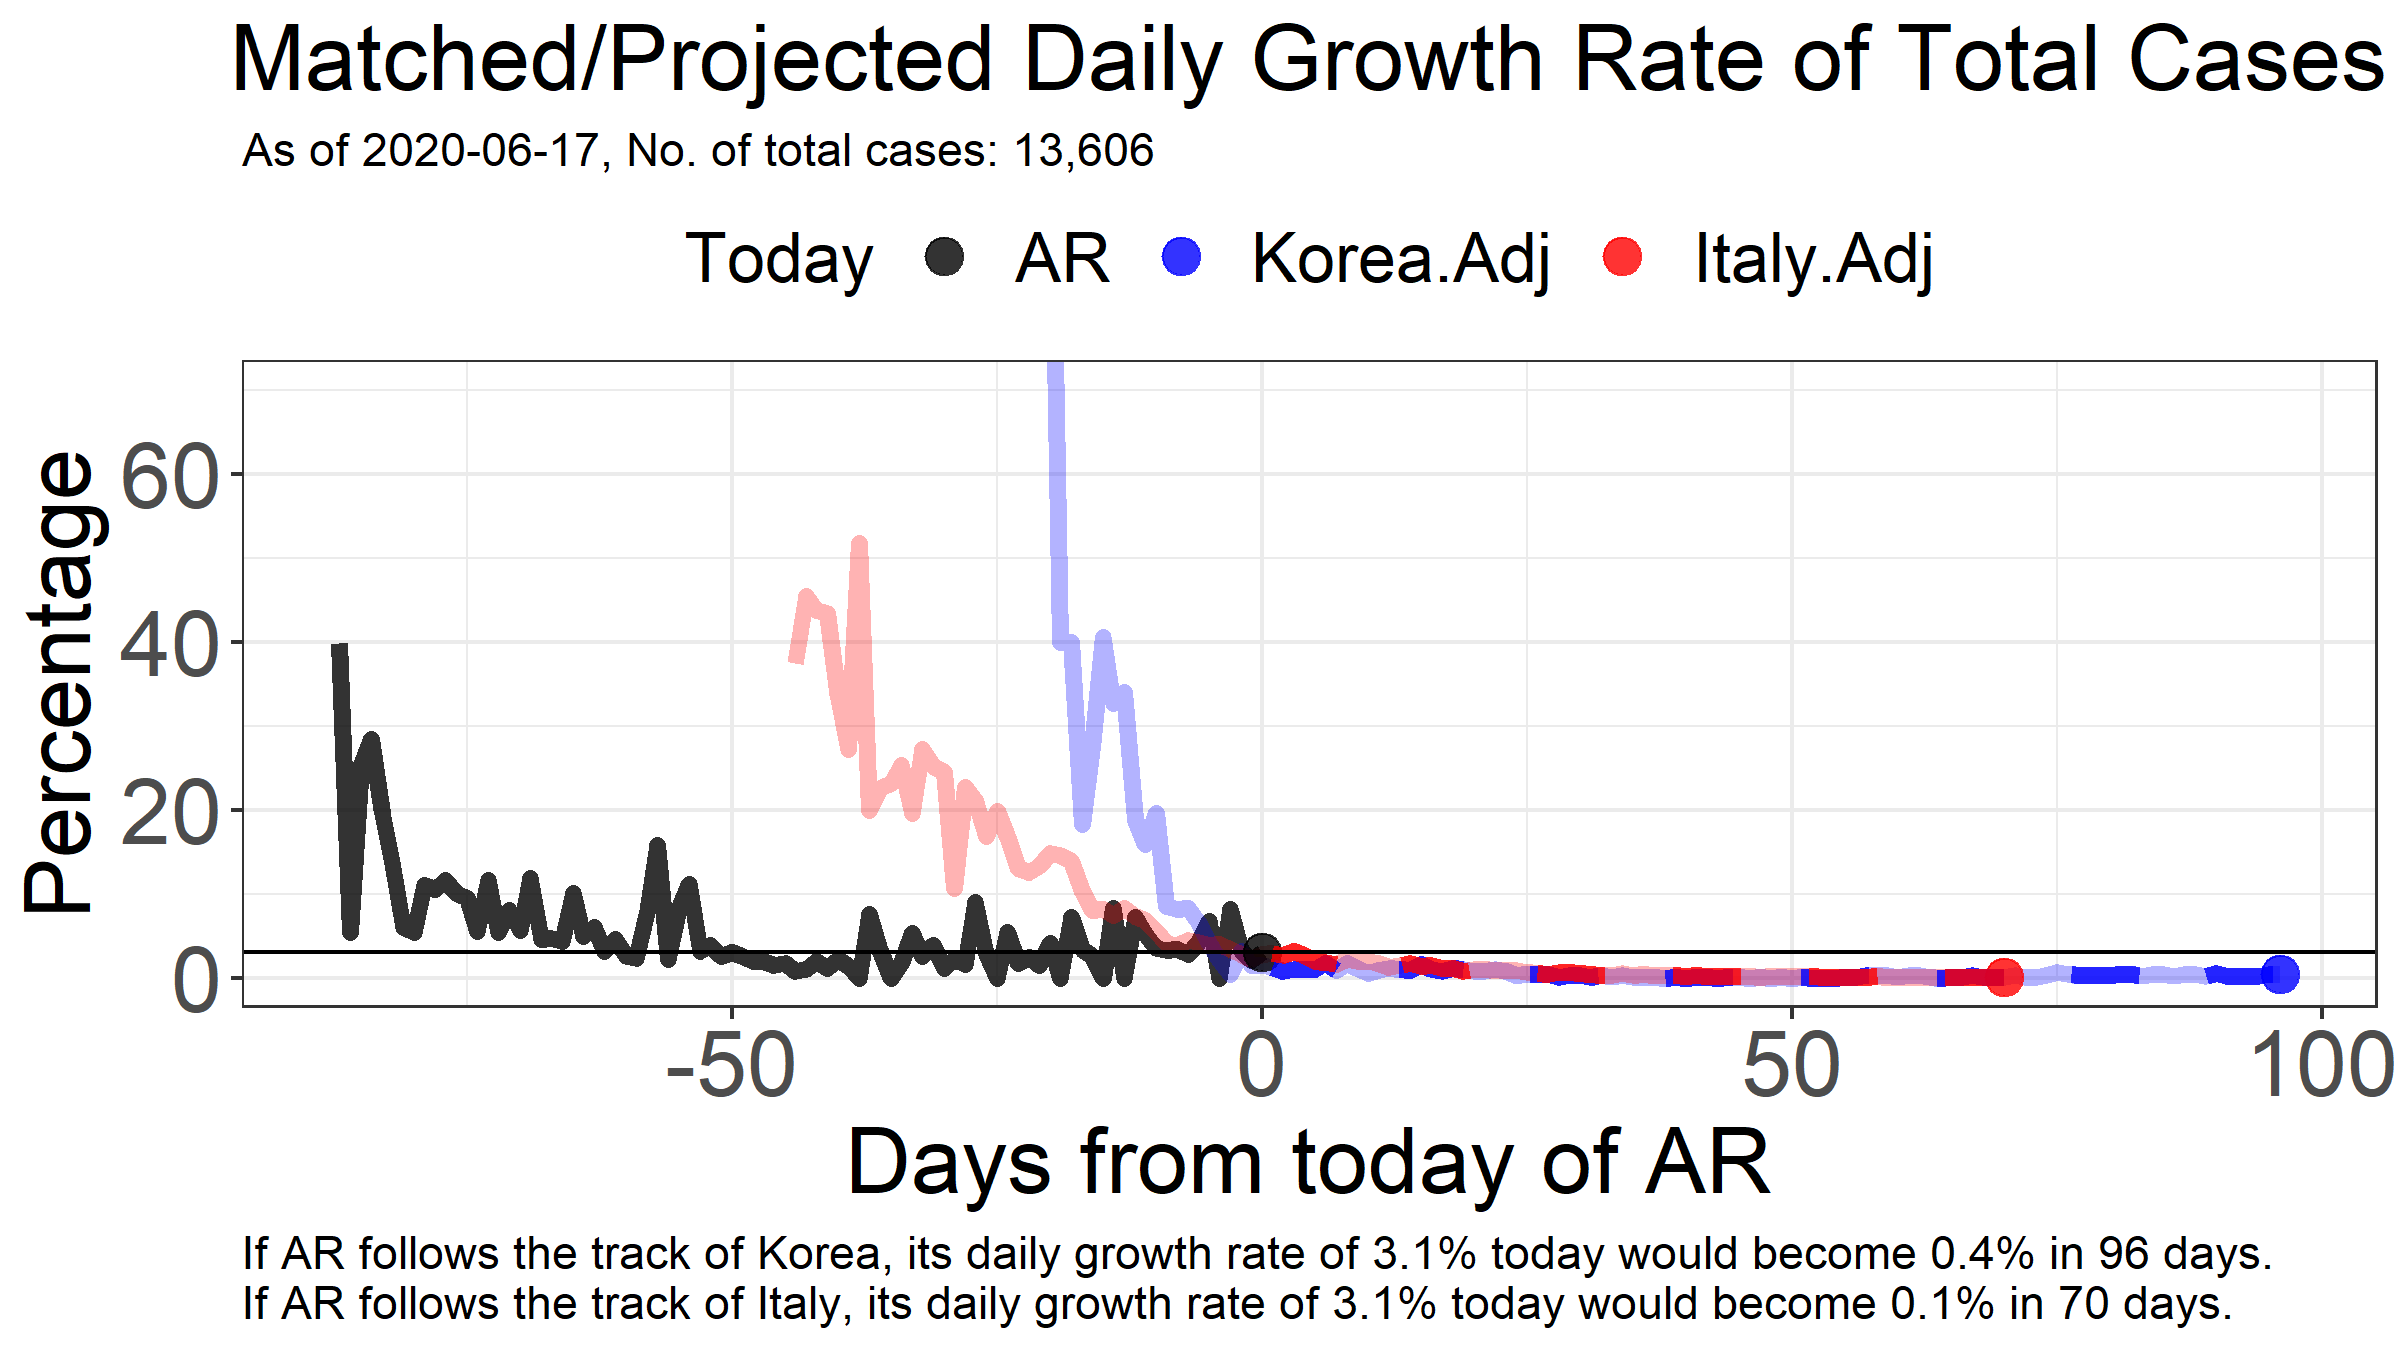 Matched/Projected Daily Growth Rate of Total Cases
As of 2020-06-17, No. of total cases: 13,606
Today AR Korea.Adj Italy.Adj
Percentage
60
40
20
0
-50 0 50 100
Days from today of AR
If AR follows the track of Korea, its daily growth rate of 3.1% today would become 0.4% in 96 days.
If AR follows the track of Italy, its daily growth rate of 3.1% today would become 0.1% in 70 days.